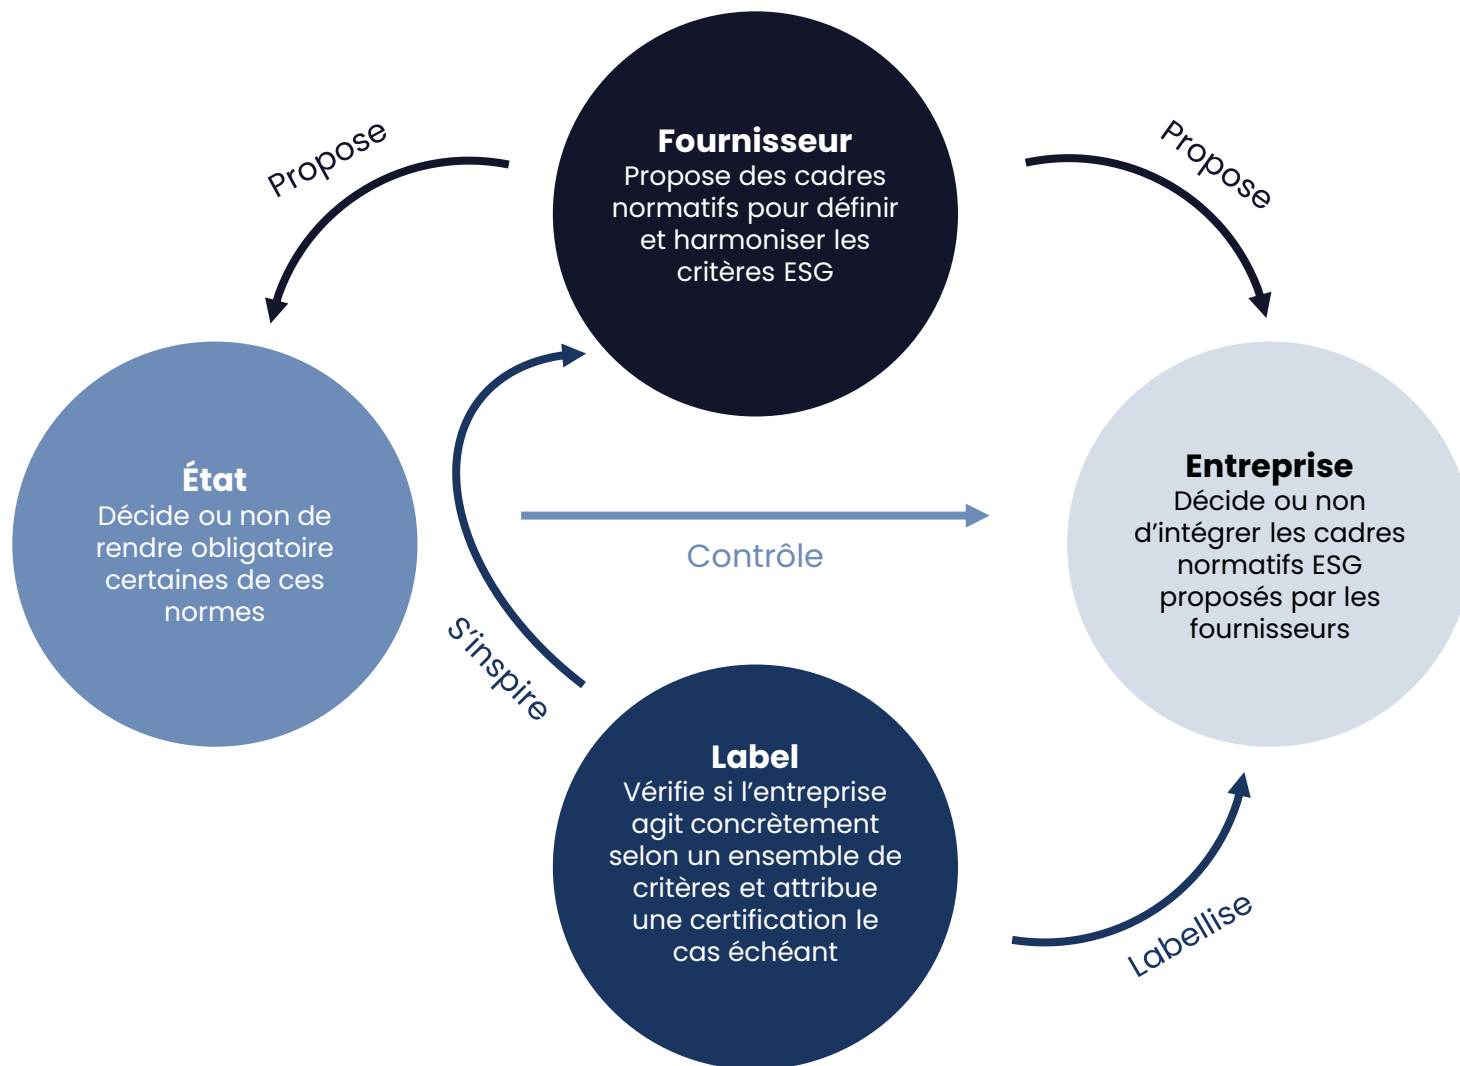 Propose
Fournisseur
Propose des cadres
normatifs pour définir
et harmoniser les
critères ESG
Propose
État
Décide ou non de
rendre obligatoire
certaines de ces
normes
Contrôle
Entreprise
Décide ou non
d’intégrer les cadres
normatifs ESG
proposés par les
fournisseurs
S’inspire
Label
Vérifie si l’entreprise
agit concrètement
selon un ensemble de
critères et attribue
une certification le
cas échéant
Labellise